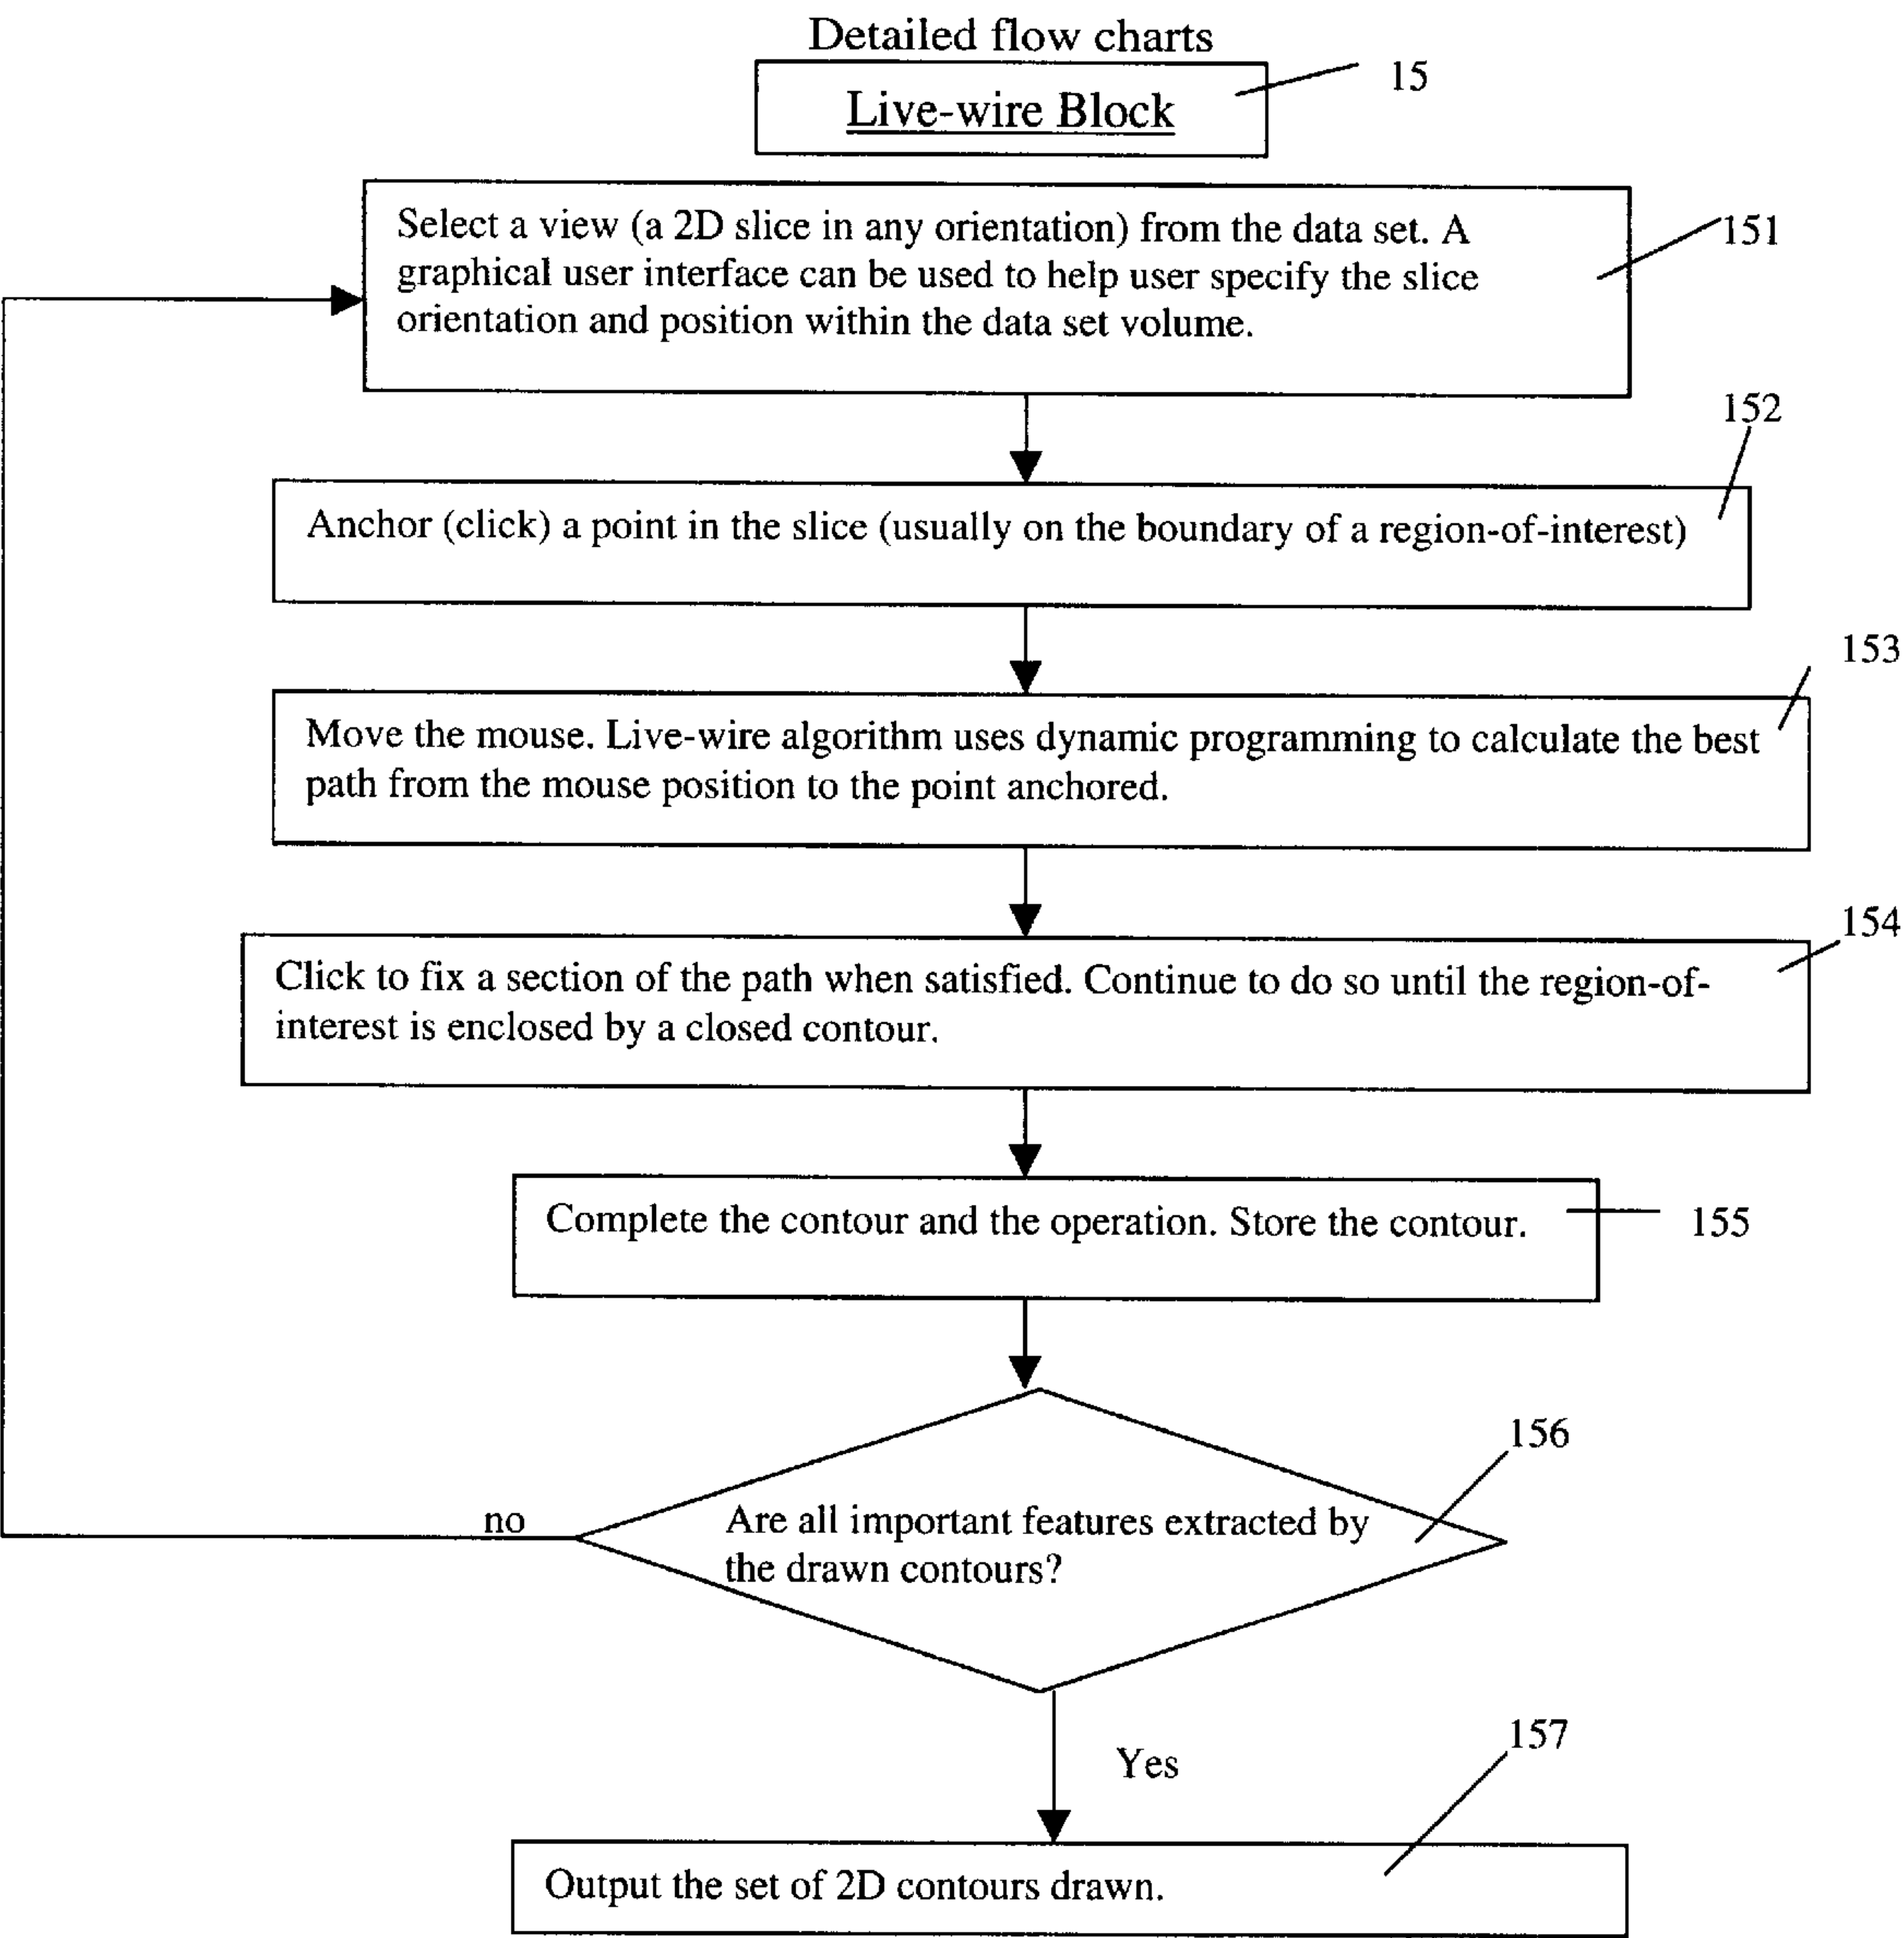 Detailed flow charts
Live-wire Block
15
Select a view (a 2D slice in any orientation) from the data set. A
graphical user interface can be used to help user specify the slice
orientation and position within the data set volume.
151
152
Anchor (click) a point in the slice (usually on the boundary of a region-of-interest)
153
Move the mouse. Live-wire algorithm uses dynamic programming to calculate the best
path from the mouse position to the point anchored.
154
Click to fix a section of the path when satisfied. Continue to do so until the region-of-
interest is enclosed by a closed contour.
Complete the contour and the operation. Store the contour.
155
156
no
Are all important features extracted by
the drawn contours?
157
Yes
Output the set of 2D contours drawn.